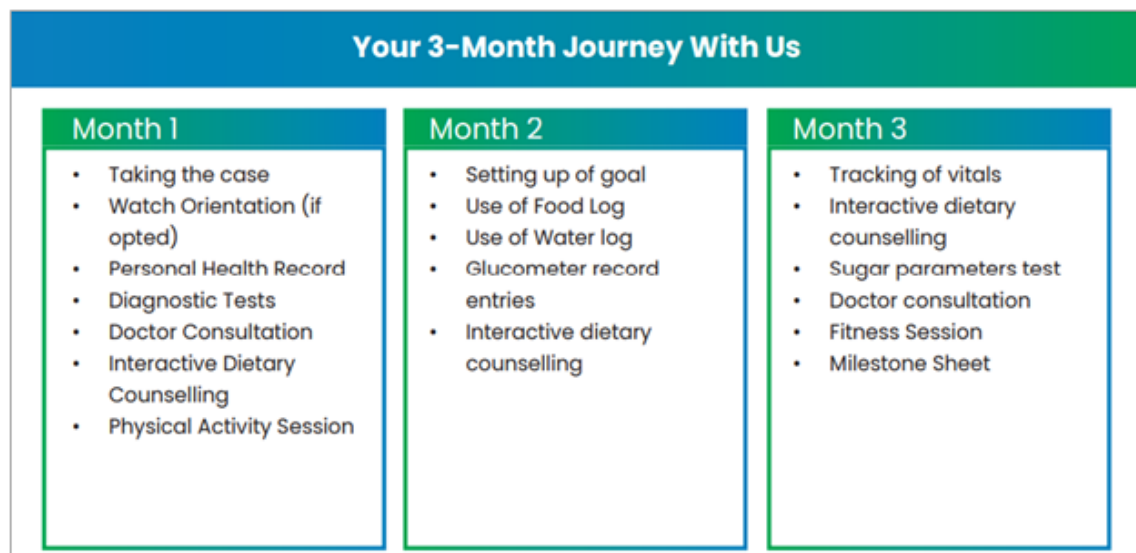 Your 3-Month Journey With Us
Month 1
• Taking the case
• Watch Orientation (if
opted)
• Personal Health Record
• Diagnostic Tests
• Doctor Consultation
• Interactive Dietary
Counselling
• Physical Activity Session
Month 2
• Setting up of goal
• Use of Food Log
• Use of Water log
• Glucometer record
entries
• Interactive dietary
counselling
Month 3
• Tracking of vitals
• Interactive dietary
counselling
• Sugar parameters test
• Doctor consultation
• Fitness Session
• Milestone Sheet